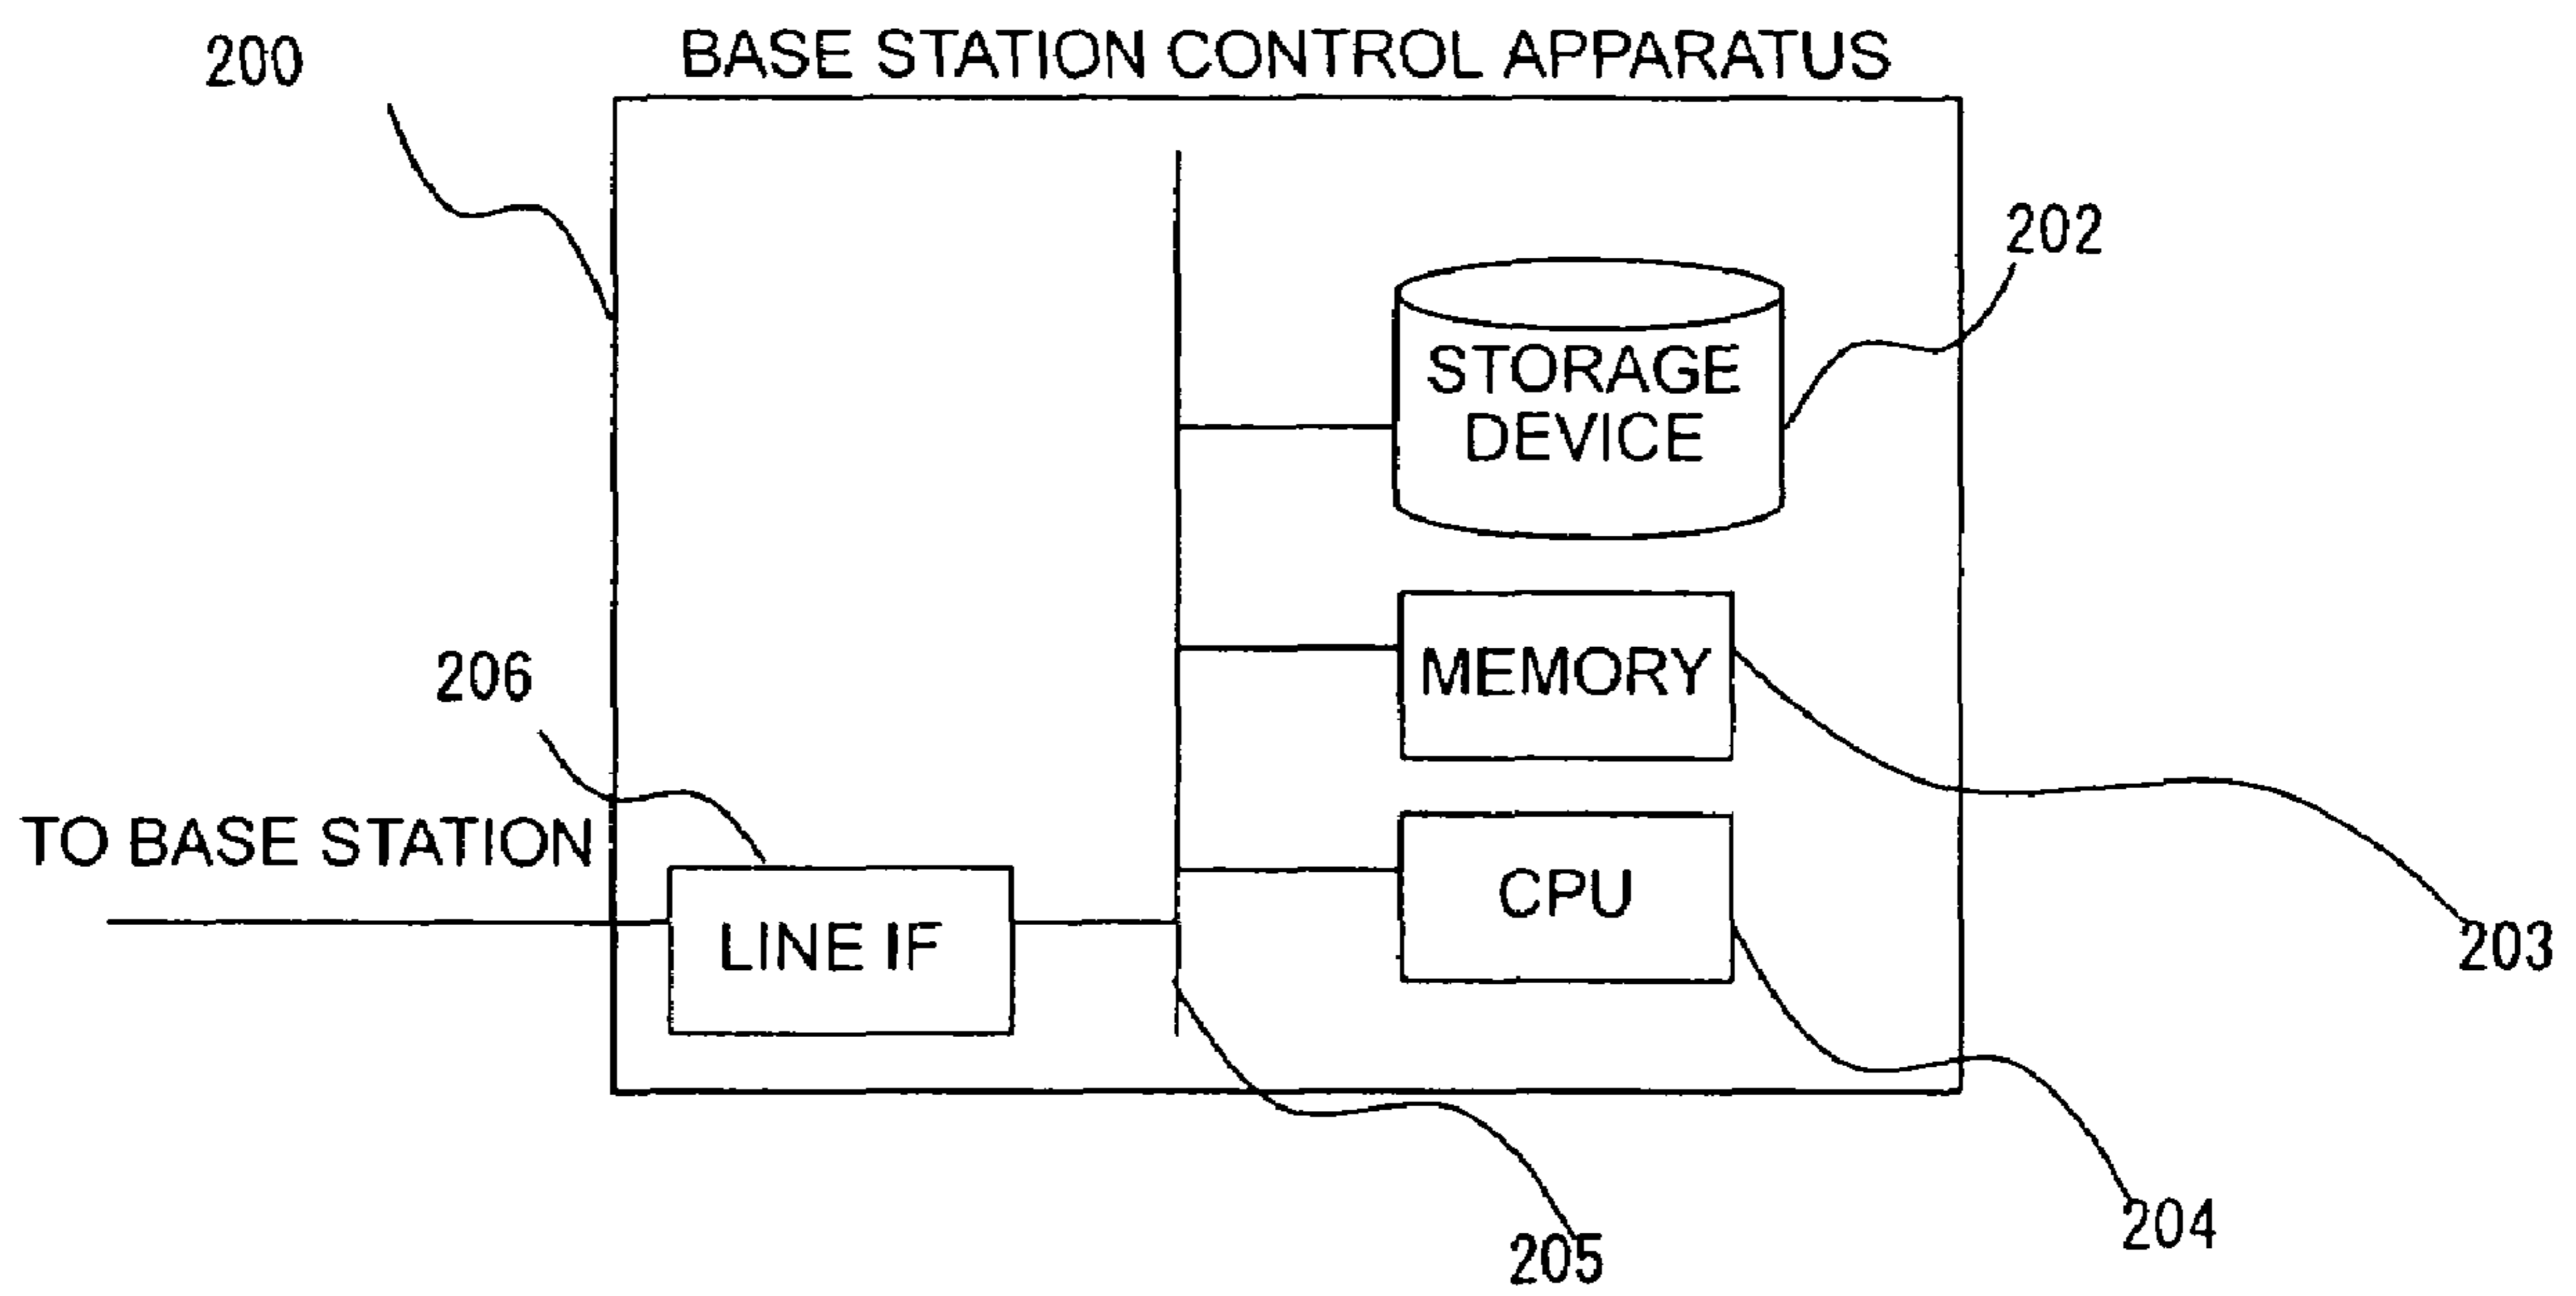 200
BASE STATION CONTROL APPARATUS
202
STORAGE
DEVICE
206
MEMORY
TO BASE STATION
CPU
LINE IF
203
204
205